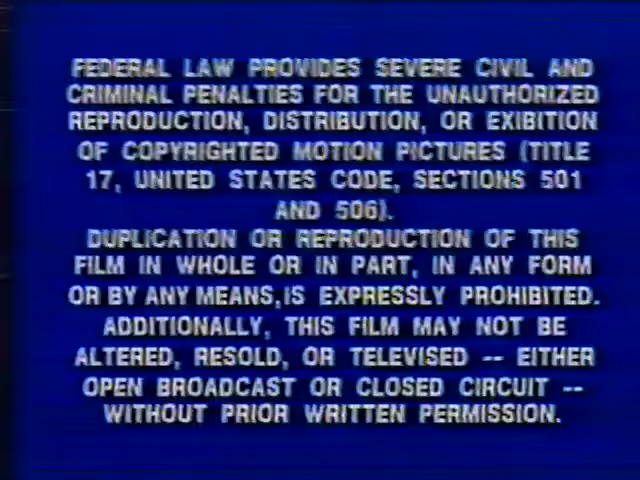 FEDERAL LAW PROVIDES SEVERE CIVIL AND
CRIMINAL PENALTIES FOR THE UNAUTHORIZED
REPRODUCTION, DISTRIBUTION, OR EXIBITION
OF COPYRIGHTED MOTION PICTURES (TITLE
17, UNITED STATES CODE, SECTIONS 501
AND 506).
DUPLICATION OR REPRODUCTION OF THIS
FILM IN WHOLE OR IN PART, IN ANY FORM
OR BY ANY MEANS, IS EXPRESSLY PROHIBITED.
ADDITIONALLY, THIS FILM MAY NOT BE
ALTERED, RESOLD, OR TELEVISED -- EITHER
OPEN BROADCAST OR CLOSED CIRCUIT --
WITHOUT PRIOR WRITTEN PERMISSION.